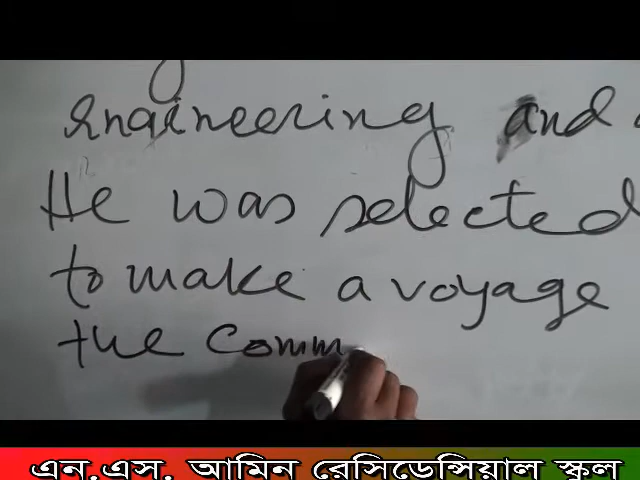 engineering and
He was selected
to make a voyage
the Comm
এন.এস. আমিন রেসিডেন্সিয়াল স্কুল